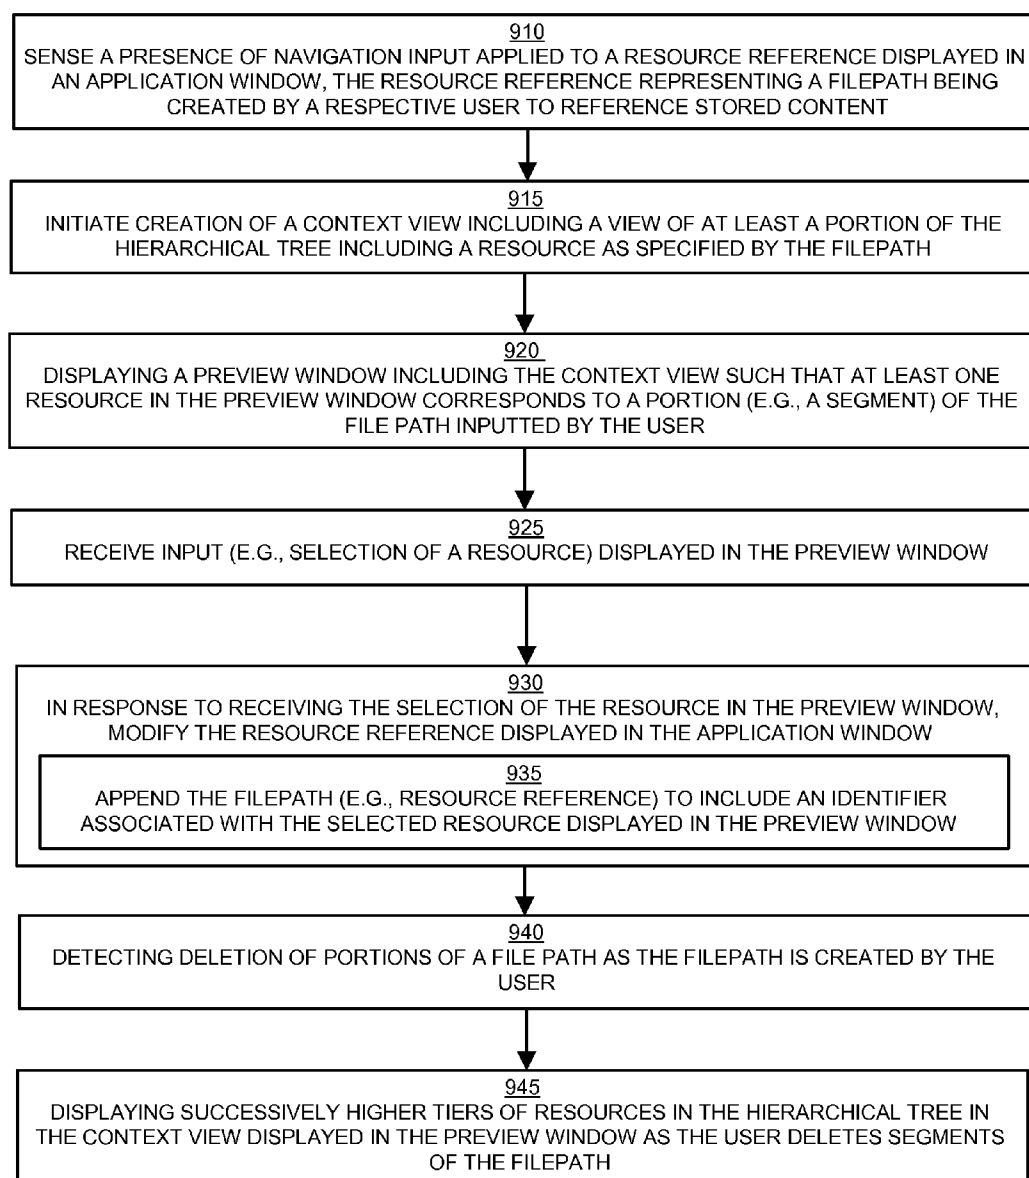 910
SENSE A PRESENCE OF NAVIGATION INPUT APPLIED TO A RESOURCE REFERENCE DISPLAYED IN
AN APPLICATION WINDOW, THE RESOURCE REFERENCE REPRESENTING A FILEPATH BEING
CREATED BY A RESPECTIVE USER TO REFERENCE STORED CONTENT
915
INITIATE CREATION OF A CONTEXT VIEW INCLUDING A VIEW OF AT LEAST A PORTION OF THE
HIERARCHICAL TREE INCLUDING A RESOURCE AS SPECIFIED BY THE FILEPATH
920
DISPLAYING A PREVIEW WINDOW INCLUDING THE CONTEXT VIEW SUCH THAT AT LEAST ONE
RESOURCE IN THE PREVIEW WINDOW CORRESPONDS TO A PORTION (E.G., A SEGMENT) OF THE
FILE PATH INPUTTED BY THE USER
925
RECEIVE INPUT (E.G., SELECTION OF A RESOURCE) DISPLAYED IN THE PREVIEW WINDOW
930
IN RESPONSE TO RECEIVING THE SELECTION OF THE RESOURCE IN THE PREVIEW WINDOW,
MODIFY THE RESOURCE REFERENCE DISPLAYED IN THE APPLICATION WINDOW
935
APPEND THE FILEPATH (E.G., RESOURCE REFERENCE) TO INCLUDE AN IDENTIFIER
ASSOCIATED WITH THE SELECTED RESOURCE DISPLAYED IN THE PREVIEW WINDOW
940
DETECTING DELETION OF PORTIONS OF A FILE PATH AS THE FILEPATH IS CREATED BY THE
USER
945
DISPLAYING SUCCESSIVELY HIGHER TIERS OF RESOURCES IN THE HIERARCHICAL TREE IN
THE CONTEXT VIEW DISPLAYED IN THE PREVIEW WINDOW AS THE USER DELETES SEGMENTS
OF THE FILEPATH